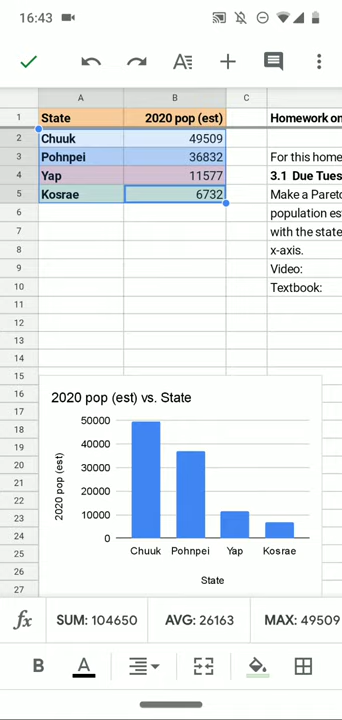 16:43
A B C
1 State 2020 pop (est) Homework on
2 Chuuk 49509
3 Pohnpei 36832 For this home
4 Yap 11577 3.1 Due Tues
5 Kosrae 6732 Make a Pareto
6 population es
7 with the state
8 x-axis.
9 Video:
10 Textbook:
11
12
13
14
15
16
17
18
19
20
21
22
23
24
25
26
27
2020 pop (est) vs. State
2020 pop (est)
50000
40000
30000
20000
10000
0
Chuuk Pohnpei Yap Kosrae
State
fx SUM: 104650 AVG: 26163 MAX: 49509
B A